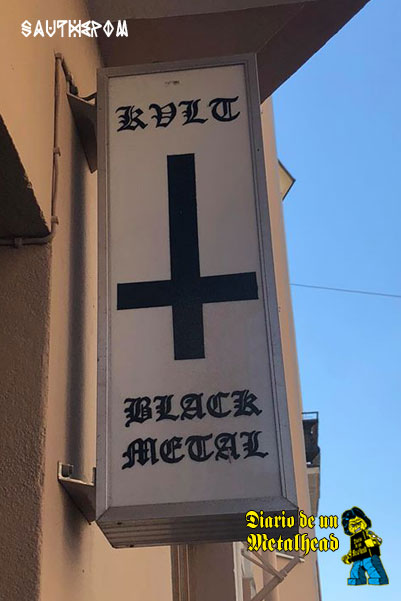 SAUTHEROM
KVLT
BLACK
METAL
Diario de un
Metalhead